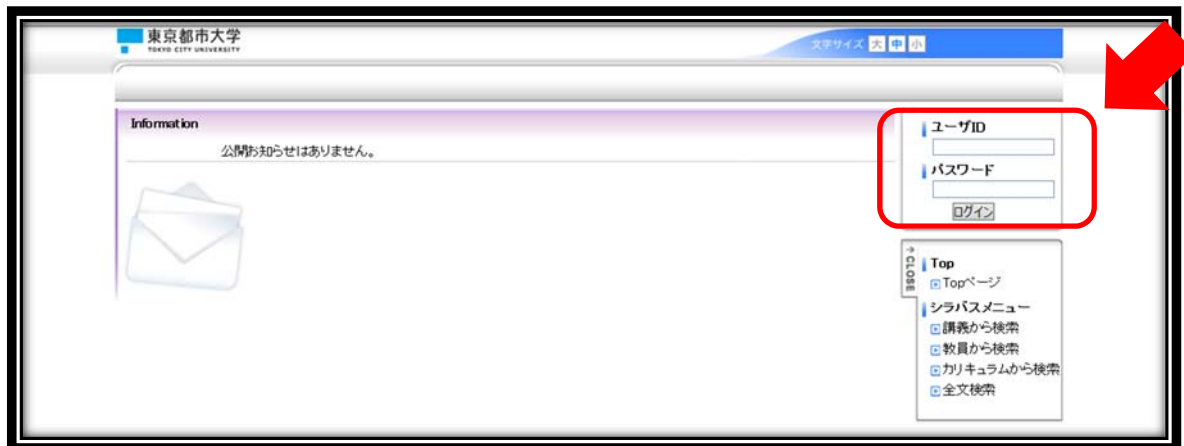 東京都市大学
TOKYO CITY UNIVERSITY
文字サイズ 大 中 小
Information
公開お知らせはありません。
ユーザID
パスワード
ログイン
↑CLOSE
Top
Topページ
シラバスメニュー
講義から検索
教員から検索
カリキュラムから検索
全文検索